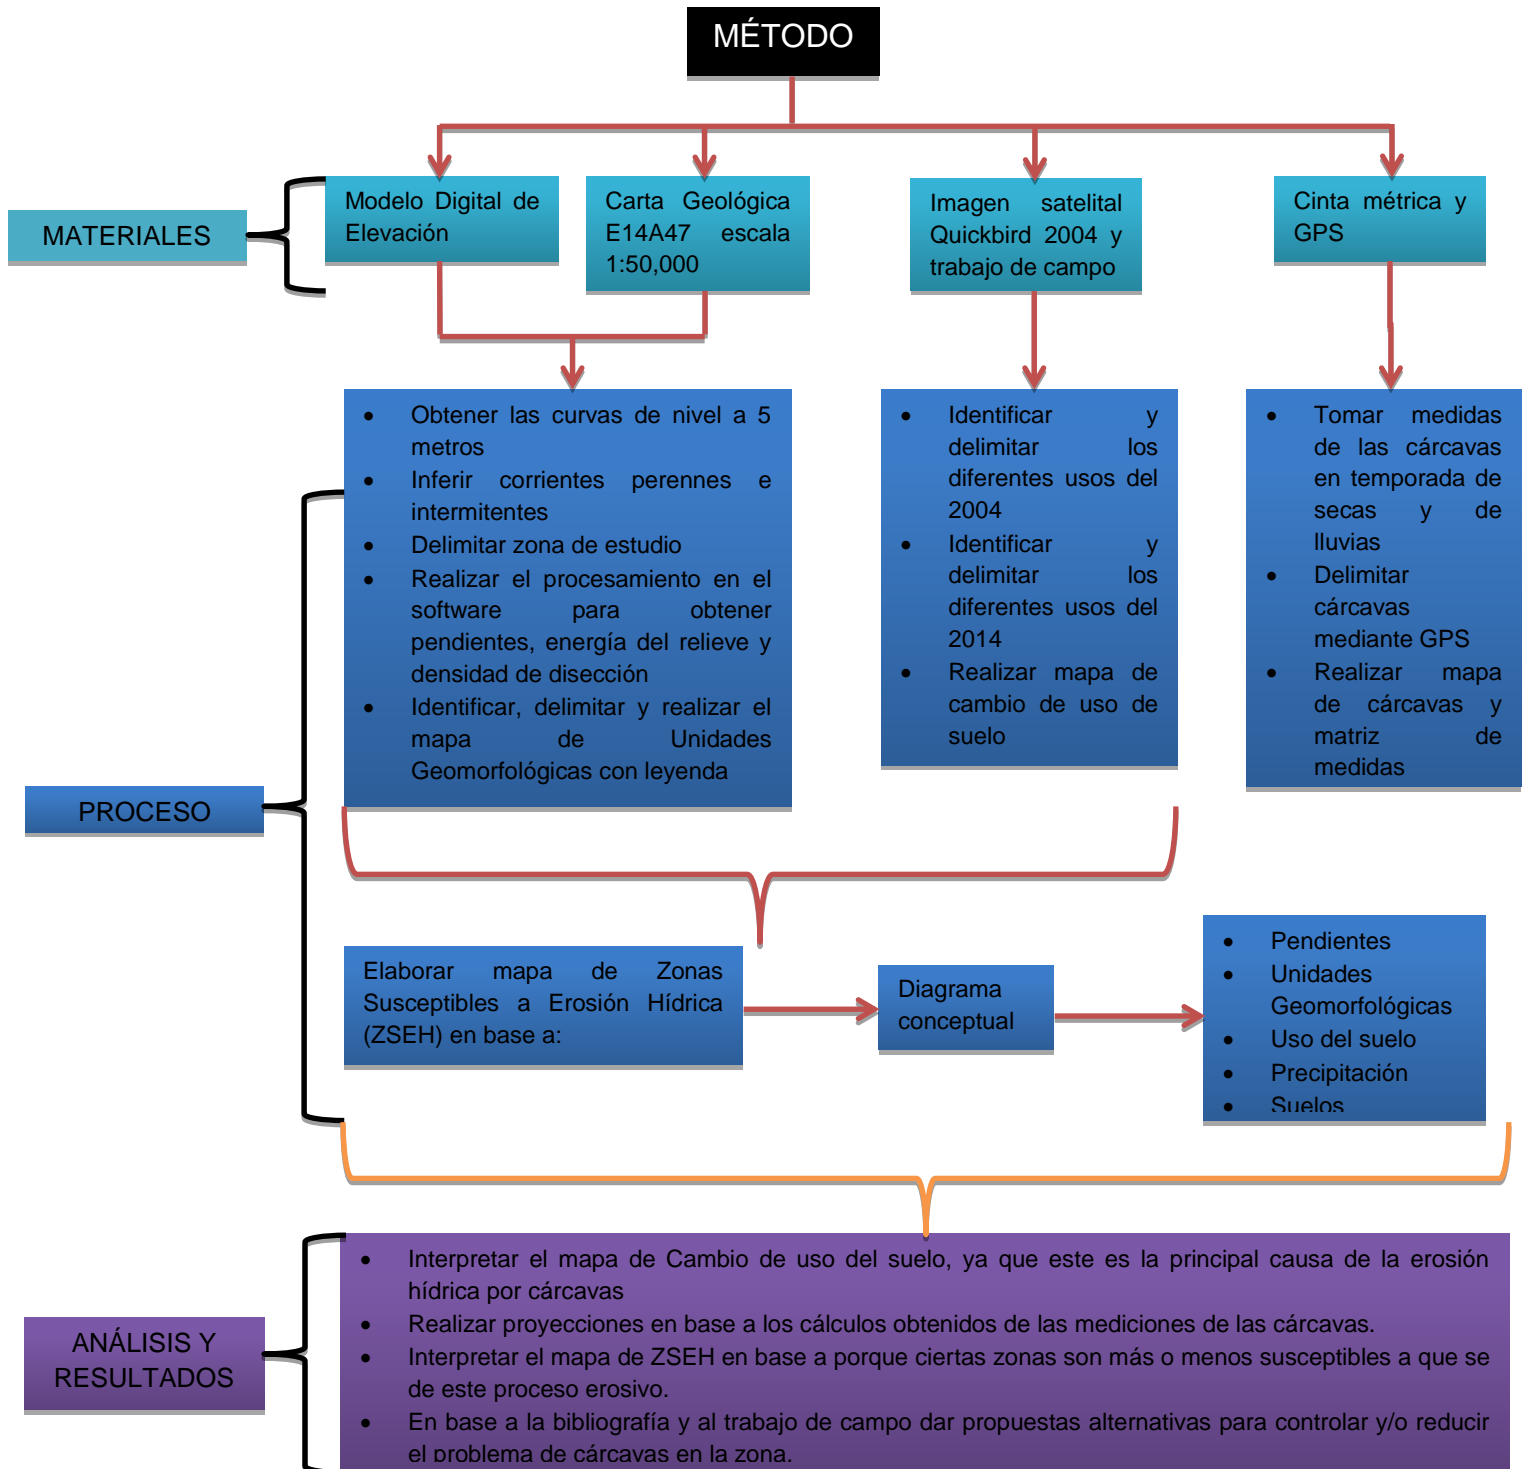 MÉTODO
MATERIALES
Modelo Digital de
Elevación
Carta Geológica
E14A47 escala
1:50,000
Imagen satelital
Quickbird 2004 y
trabajo de campo
Cinta métrica y
GPS
PROCESO
• Obtener las curvas de nivel a 5
metros
• Inferir corrientes perennes e
intermitentes
• Delimitar zona de estudio
• Realizar el procesamiento en el
software para obtener
pendientes, energía del relieve y
densidad de disección
• Identificar, delimitar y realizar el
mapa de Unidades
Geomorfológicas con leyenda
• Identificar y
delimitar los
diferentes usos del
2004
• Identificar y
delimitar los
diferentes usos del
2014
• Realizar mapa de
cambio de uso de
suelo
• Tomar medidas
de las cárcavas
en temporada de
secas y de
lluvias
• Delimitar
cárcavas
mediante GPS
• Realizar mapa
de cárcavas y
matriz de
medidas
Elaborar mapa de Zonas
Susceptibles a Erosión Hídrica
(ZSEH) en base a:
Diagrama
conceptual
• Pendientes
• Unidades
Geomorfológicas
• Uso del suelo
• Precipitación
• Suelos
ANÁLISIS Y
RESULTADOS
• Interpretar el mapa de Cambio de uso del suelo, ya que este es la principal causa de la erosión
hídrica por cárcavas
• Realizar proyecciones en base a los cálculos obtenidos de las mediciones de las cárcavas.
• Interpretar el mapa de ZSEH en base a porque ciertas zonas son más o menos susceptibles a que se
de este proceso erosivo.
• En base a la bibliografía y al trabajo de campo dar propuestas alternativas para controlar y/o reducir
el problema de cárcavas en la zona.